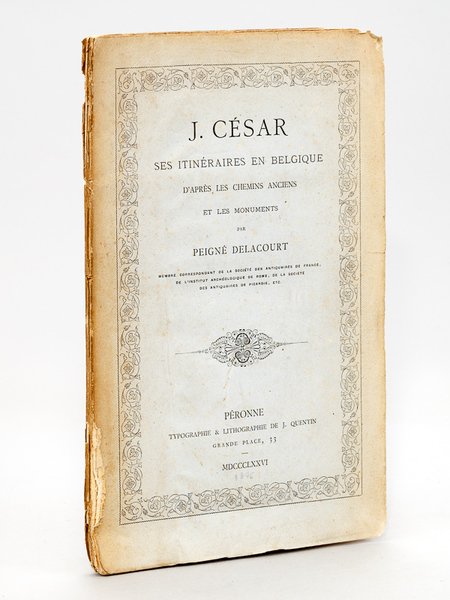 J. CÉSAR
SES ITINÉRAIRES EN BELGIQUE
D'APRÈS LES CHEMINS ANCIENS
ET LES MONUMENTS
PAR
PEIGNÉ DELACOURT
MEMBRE CORRESPONDANT DE LA SOCIÉTÉ DES ANTIQUAIRES DE FRANCE,
DE L'INSTITUT ARCHÉOLOGIQUE DE ROME, DE LA SOCIÉTÉ
DES ANTIQUAIRES DE PICARDIE, ETC.
PÉRONNE
TYPOGRAPHIE & LITHOGRAPHIE DE J. QUENTIN
GRANDE PLACE, 33
MDCCCLXXVI